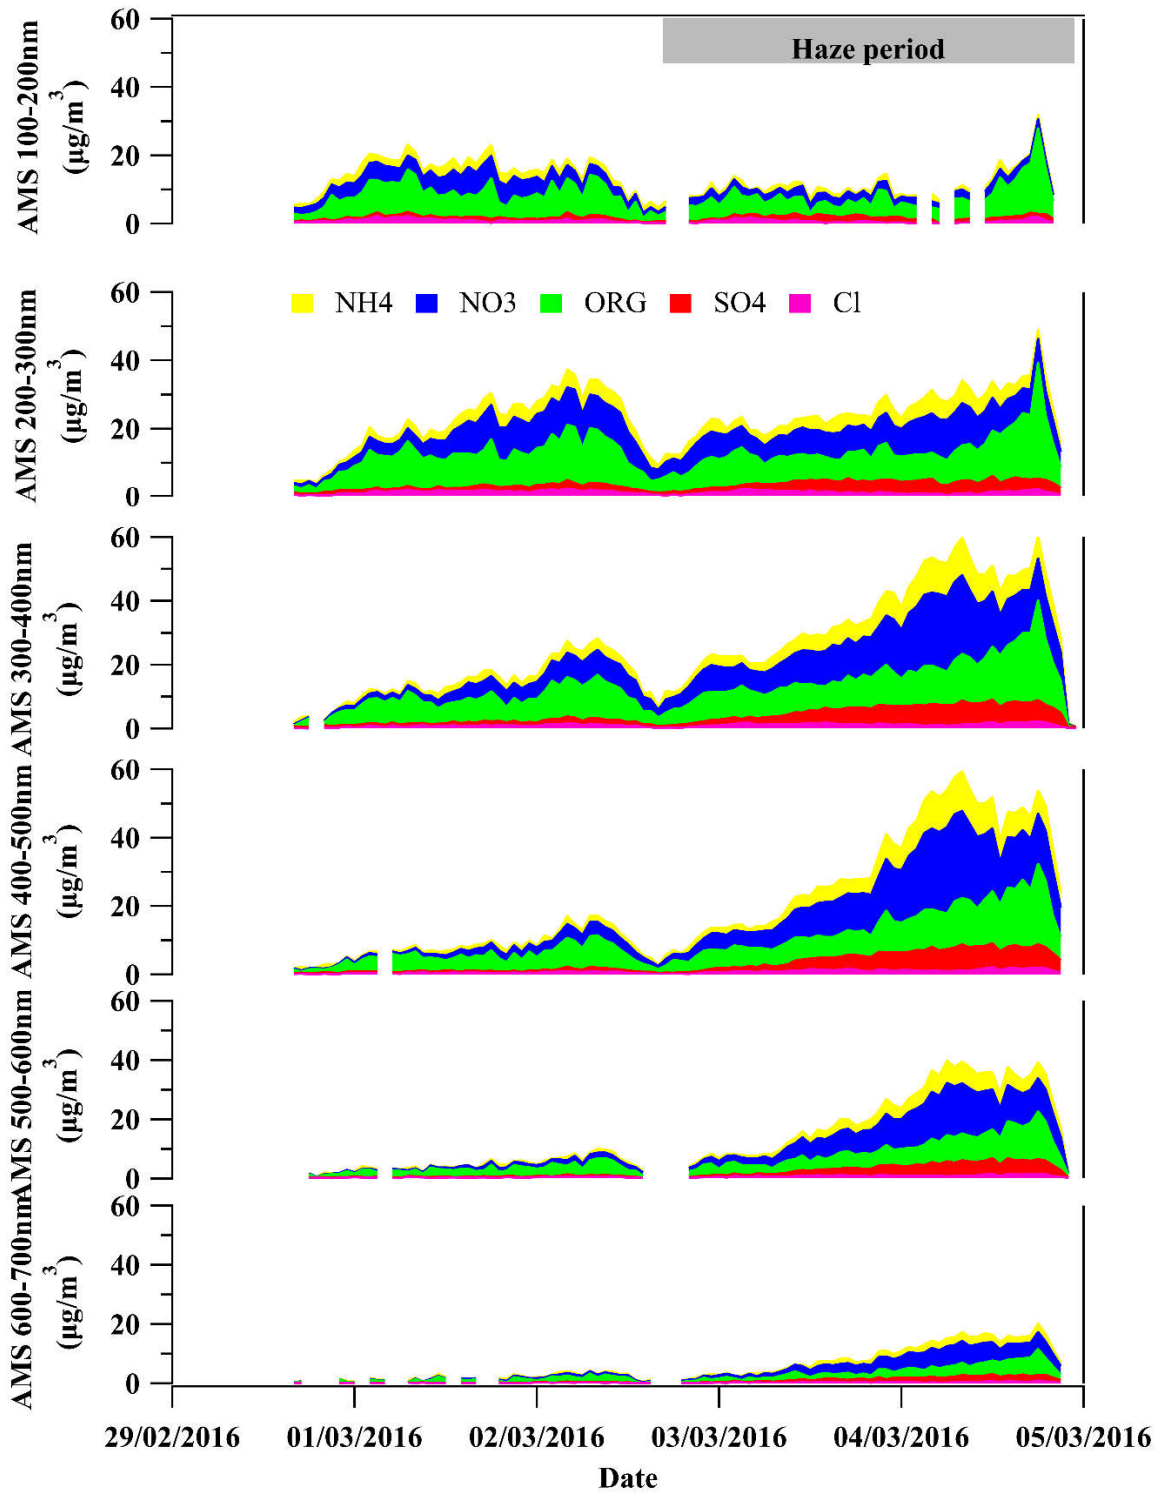 AMS 100-200nm
(μg/m³)
60
40
20
0
Haze period
AMS 200-300nm
(μg/m³)
60
40
20
0
NH4 NO3 ORG SO4 Cl
AMS 300-400nm
(μg/m³)
60
40
20
0
AMS 400-500nm
(μg/m³)
60
40
20
0
AMS 500-600nm
(μg/m³)
60
40
20
0
AMS 600-700nm
(μg/m³)
60
40
20
0
29/02/2016 01/03/2016 02/03/2016 03/03/2016 04/03/2016 05/03/2016
Date